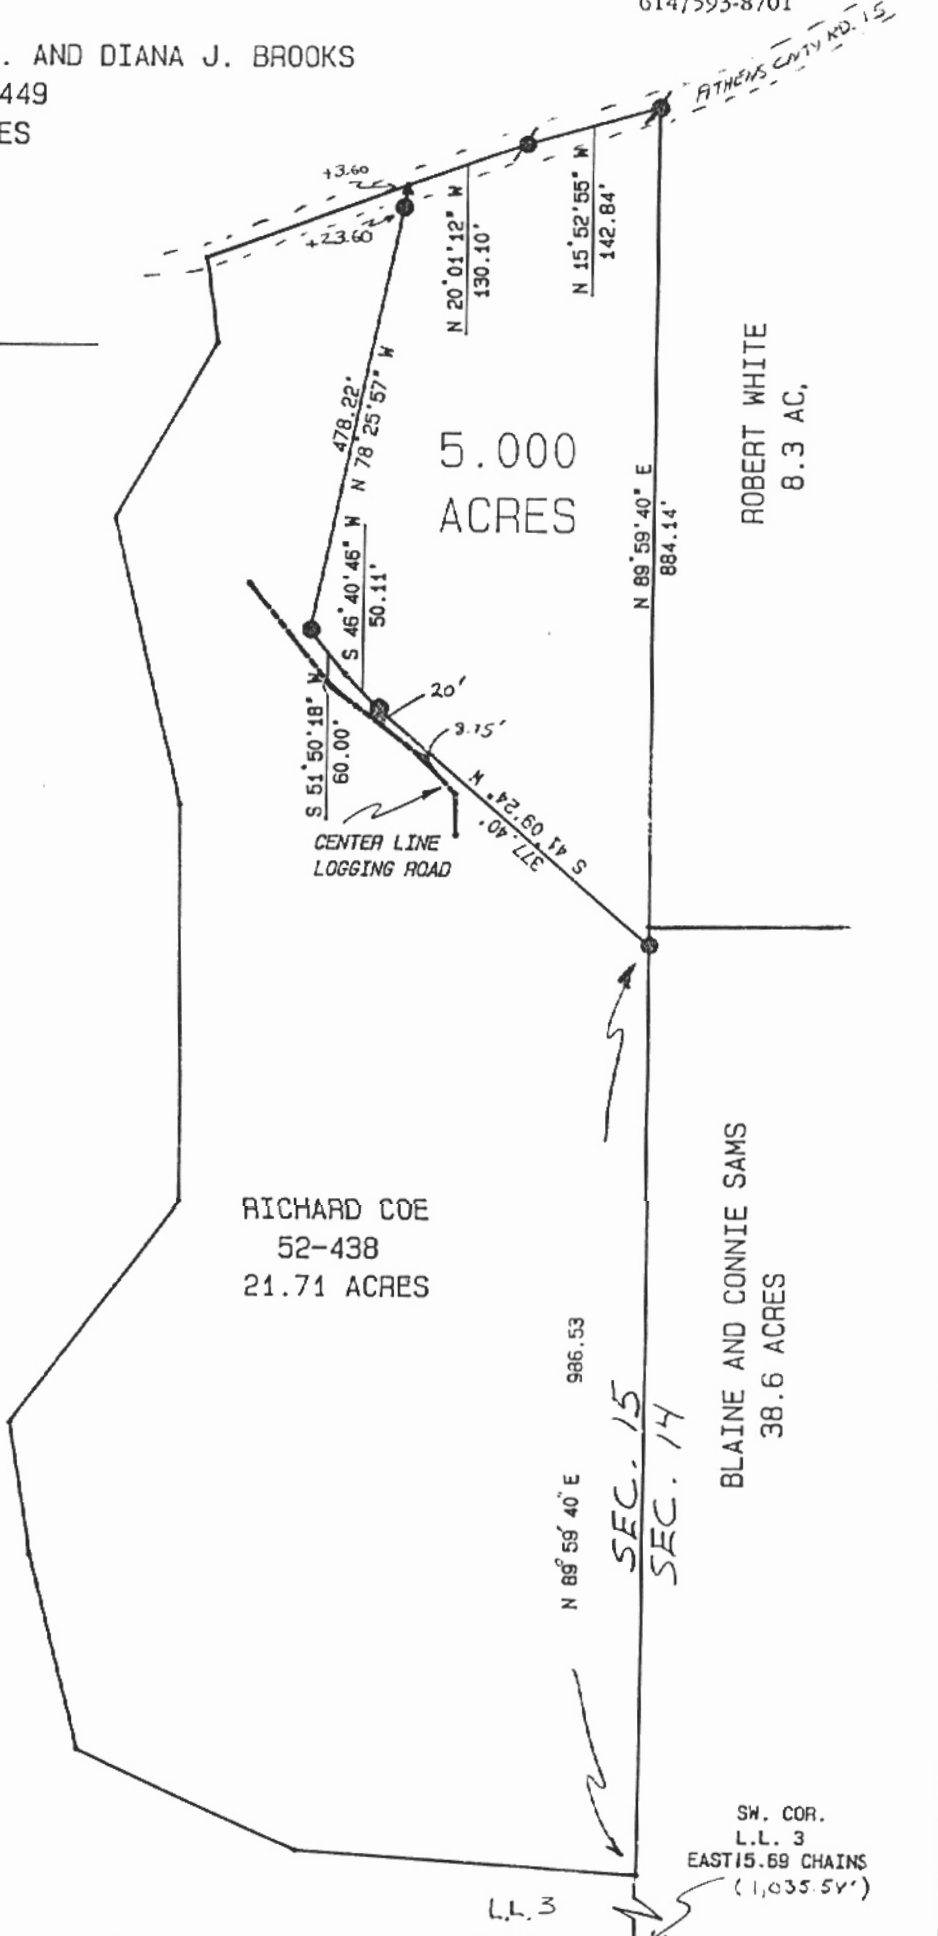 614/593-8701
. AND DIANA J. BROOKS
449
ES
ATHENS CNTY RD. 15
+3.60
+23.60
N 20°01'12" W
130.10'
N 15°52'55" W
142.84'
478.22'
N 78°25'57" W
5.000
ACRES
N 89°59'40" E
884.14'
ROBERT WHITE
8.3 AC,
S 46°40'46" W
50.11'
S 51°50'18" W
60.00'
20'
S 41°09'24" W
377.40'
CENTER LINE
LOGGING ROAD
RICHARD COE
52-438
21.71 ACRES
BLAINE AND CONNIE SAMS
38.6 ACRES
N 89°59'40" E 986.53
SEC. 15
SEC. 14
SW. COR.
L.L. 3
EAST 15.69 CHAINS
(1,035.54')
L.L. 3